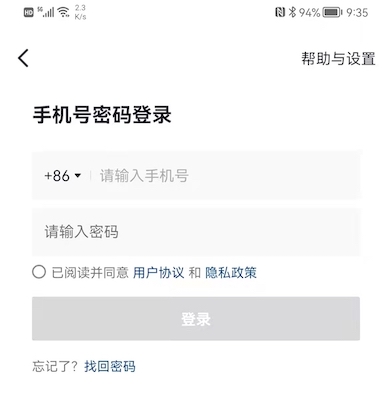 HD 5G 2.3 K/s 94% 9:35
帮助与设置
手机号密码登录
+86 请输入手机号
请输入密码
已阅读并同意 用户协议 和 隐私政策
登录
忘记了？找回密码